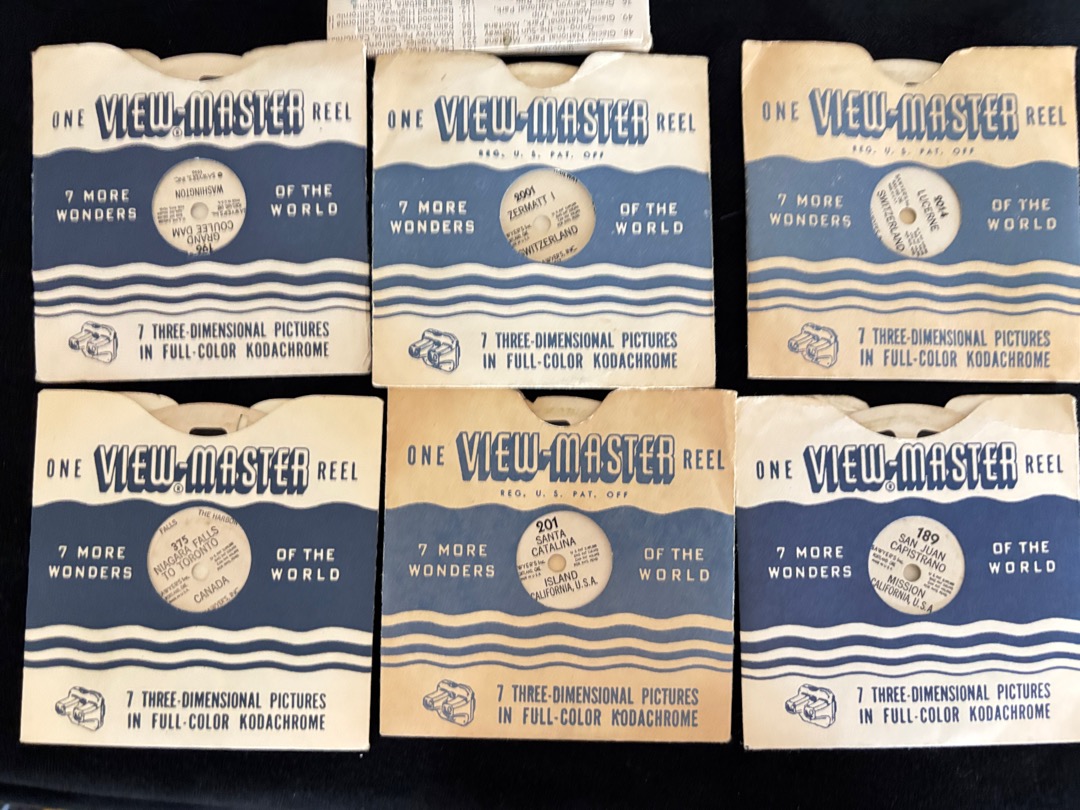 ONE VIEW-MASTER® REEL
7 MORE WONDERS
OF THE WORLD
196
GRAND
COULEE DAM
WASHINGTON
7 THREE-DIMENSIONAL PICTURES
IN FULL-COLOR KODACHROME
ONE VIEW-MASTER REEL
REG. U. S. PAT. OFF
7 MORE WONDERS
OF THE WORLD
2001
ZERMATT I
SWITZERLAND
7 THREE-DIMENSIONAL PICTURES
IN FULL-COLOR KODACHROME
ONE VIEW-MASTER REEL
REG. U. S. PAT. OFF
7 MORE WONDERS
OF THE WORLD
LUCERNE
SWITZERLAND
7 THREE-DIMENSIONAL PICTURES
IN FULL-COLOR KODACHROME
ONE VIEW-MASTER® REEL
7 MORE WONDERS
OF THE WORLD
FALLS
THE HARBOR
375
NIAGARA FALLS
TO TORONTO
CANADA
7 THREE-DIMENSIONAL PICTURES
IN FULL-COLOR KODACHROME
ONE VIEW-MASTER REEL
REG. U. S. PAT. OFF
7 MORE WONDERS
OF THE WORLD
201
SANTA
CATALINA
ISLAND
CALIFORNIA, U.S.A.
7 THREE-DIMENSIONAL PICTURES
IN FULL-COLOR KODACHROME
ONE VIEW-MASTER® REEL
7 MORE WONDERS
OF THE WORLD
189
SAN JUAN
CAPISTRANO
MISSION
CALIFORNIA, U.S.A.
7 THREE-DIMENSIONAL PICTURES
IN FULL-COLOR KODACHROME